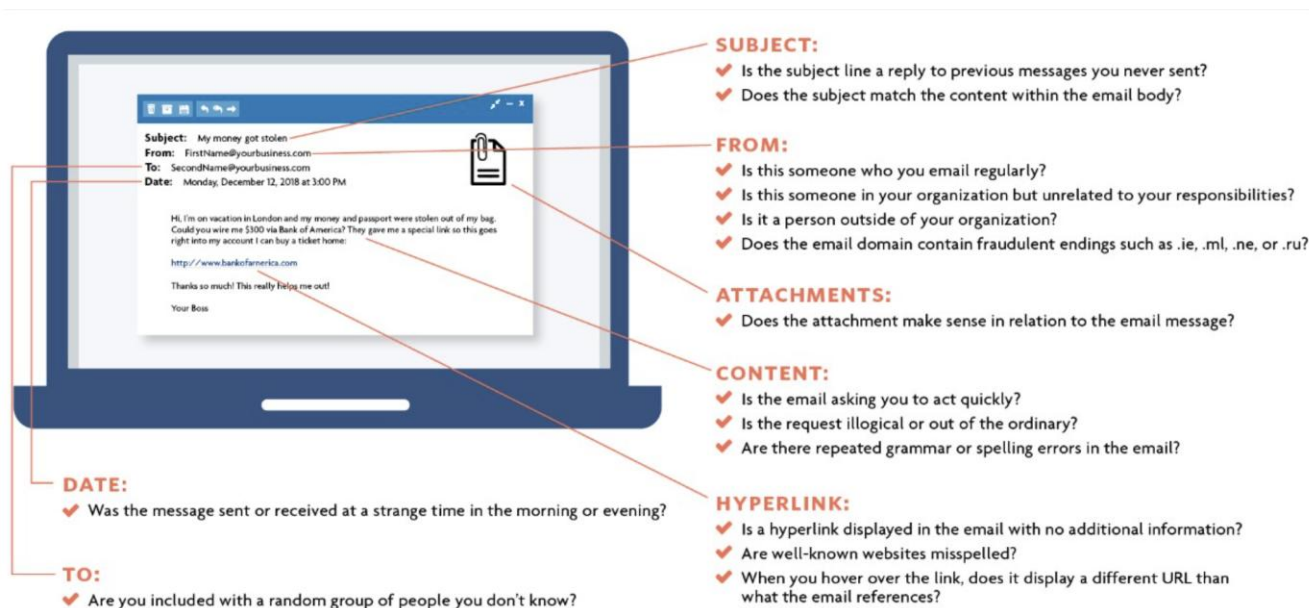 Subject: My money got stolen
From: FirstName@yourbusiness.com
To: SecondName@yourbusiness.com
Date: Monday, December 12, 2018 at 3:00 PM
Hi, I'm on vacation in London and my money and passport were stolen out of my bag.
Could you wire me $300 via Bank of America? They gave me a special link so this goes
right into my account I can buy a ticket home:
http://www.bankofarnerica.com
Thanks so much! This really helps me out!
Your Boss
SUBJECT:
Is the subject line a reply to previous messages you never sent?
Does the subject match the content within the email body?
FROM:
Is this someone who you email regularly?
Is this someone in your organization but unrelated to your responsibilities?
Is it a person outside of your organization?
Does the email domain contain fraudulent endings such as .ie, .ml, .ne, or .ru?
ATTACHMENTS:
Does the attachment make sense in relation to the email message?
CONTENT:
Is the email asking you to act quickly?
Is the request illogical or out of the ordinary?
Are there repeated grammar or spelling errors in the email?
HYPERLINK:
Is a hyperlink displayed in the email with no additional information?
Are well-known websites misspelled?
When you hover over the link, does it display a different URL than
what the email references?
DATE:
Was the message sent or received at a strange time in the morning or evening?
TO:
Are you included with a random group of people you don't know?